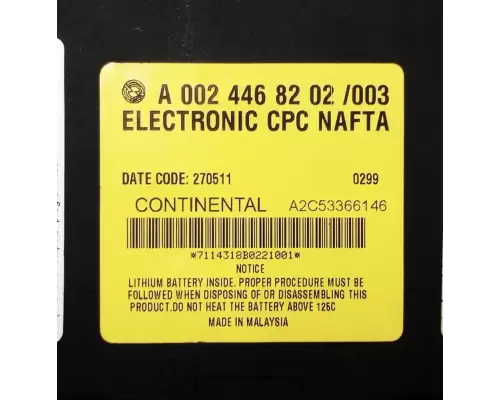 A 002 446 82 02 /003
ELECTRONIC CPC NAFTA
DATE CODE: 270511 0299
CONTINENTAL A2C53366146
*7114318B0221001*
NOTICE
LITHIUM BATTERY INSIDE. PROPER PROCEDURE MUST BE
FOLLOWED WHEN DISPOSING OF OR DISASSEMBLING THIS
PRODUCT.DO NOT HEAT THE BATTERY ABOVE 125C
MADE IN MALAYSIA